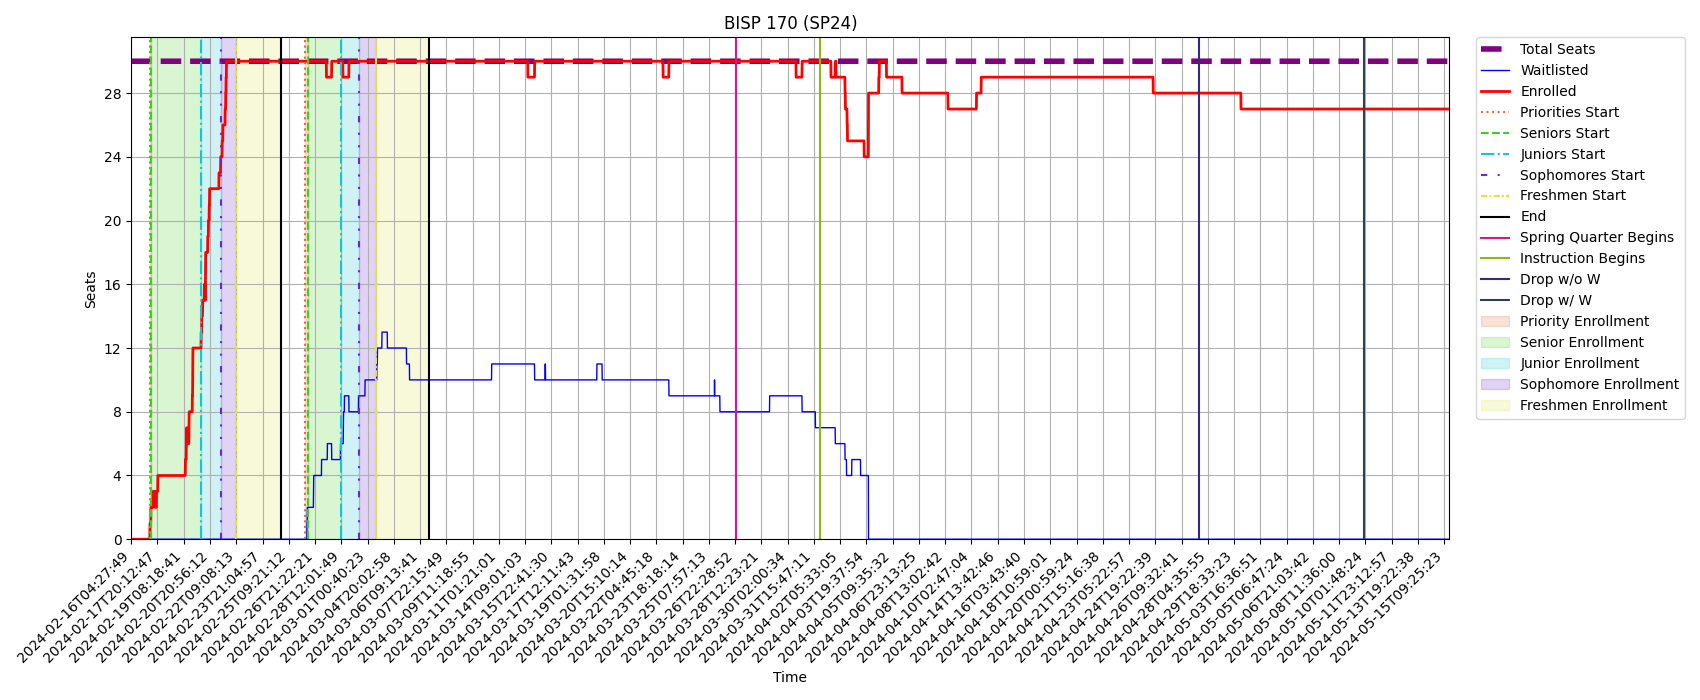 BISP 170 (SP24)
Seats
28
24
20
16
12
8
4
0
2024-02-16T04:27:49
2024-02-17T20:12:47
2024-02-19T08:18:41
2024-02-20T20:56:12
2024-02-22T09:08:13
2024-02-23T21:04:57
2024-02-25T09:21:12
2024-02-26T21:22:21
2024-02-28T12:01:49
2024-03-01T00:40:23
2024-03-04T20:02:58
2024-03-06T09:13:41
2024-03-07T22:15:49
2024-03-09T11:18:55
2024-03-11T01:21:01
2024-03-14T09:01:03
2024-03-15T22:41:30
2024-03-17T12:11:43
2024-03-19T01:31:58
2024-03-20T15:10:14
2024-03-22T04:45:18
2024-03-23T18:18:14
2024-03-25T07:57:13
2024-03-26T22:28:52
2024-03-28T12:23:21
2024-03-30T02:00:34
2024-03-31T15:47:11
2024-04-02T05:33:05
2024-04-03T19:37:54
2024-04-05T09:35:32
2024-04-06T23:13:25
2024-04-08T13:02:42
2024-04-10T02:47:04
2024-04-14T13:42:46
2024-04-16T03:43:40
2024-04-18T10:59:01
2024-04-20T00:59:24
2024-04-21T15:16:38
2024-04-23T05:22:57
2024-04-24T19:22:39
2024-04-26T09:32:41
2024-04-28T04:35:55
2024-04-29T18:33:23
2024-05-03T16:36:51
2024-05-05T06:47:24
2024-05-06T21:03:42
2024-05-08T11:36:00
2024-05-10T01:48:24
2024-05-11T23:12:57
2024-05-13T19:22:38
2024-05-15T09:25:23
Time
Total Seats
Waitlisted
Enrolled
Priorities Start
Seniors Start
Juniors Start
Sophomores Start
Freshmen Start
End
Spring Quarter Begins
Instruction Begins
Drop w/o W
Drop w/ W
Priority Enrollment
Senior Enrollment
Junior Enrollment
Sophomore Enrollment
Freshmen Enrollment